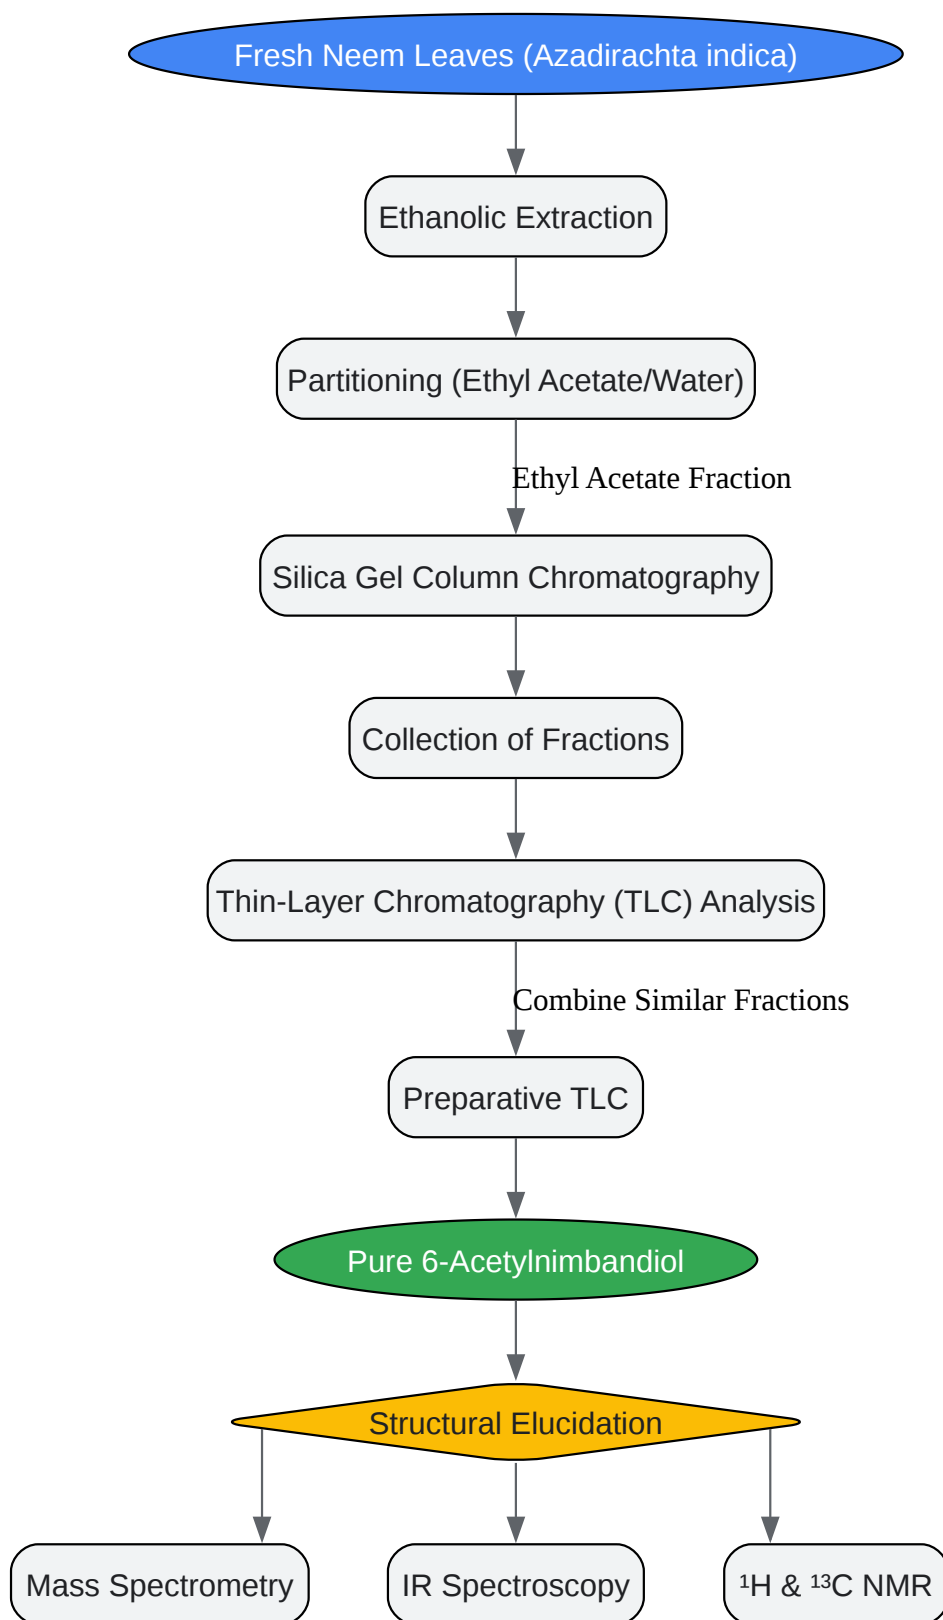 Fresh Neem Leaves (Azadirachta indica)
Ethanolic Extraction
Partitioning (Ethyl Acetate/Water)
Ethyl Acetate Fraction
Silica Gel Column Chromatography
Collection of Fractions
Thin-Layer Chromatography (TLC) Analysis
Combine Similar Fractions
Preparative TLC
Pure 6-Acetylnimbandiol
Structural Elucidation
Mass Spectrometry
IR Spectroscopy
¹H & ¹³C NMR